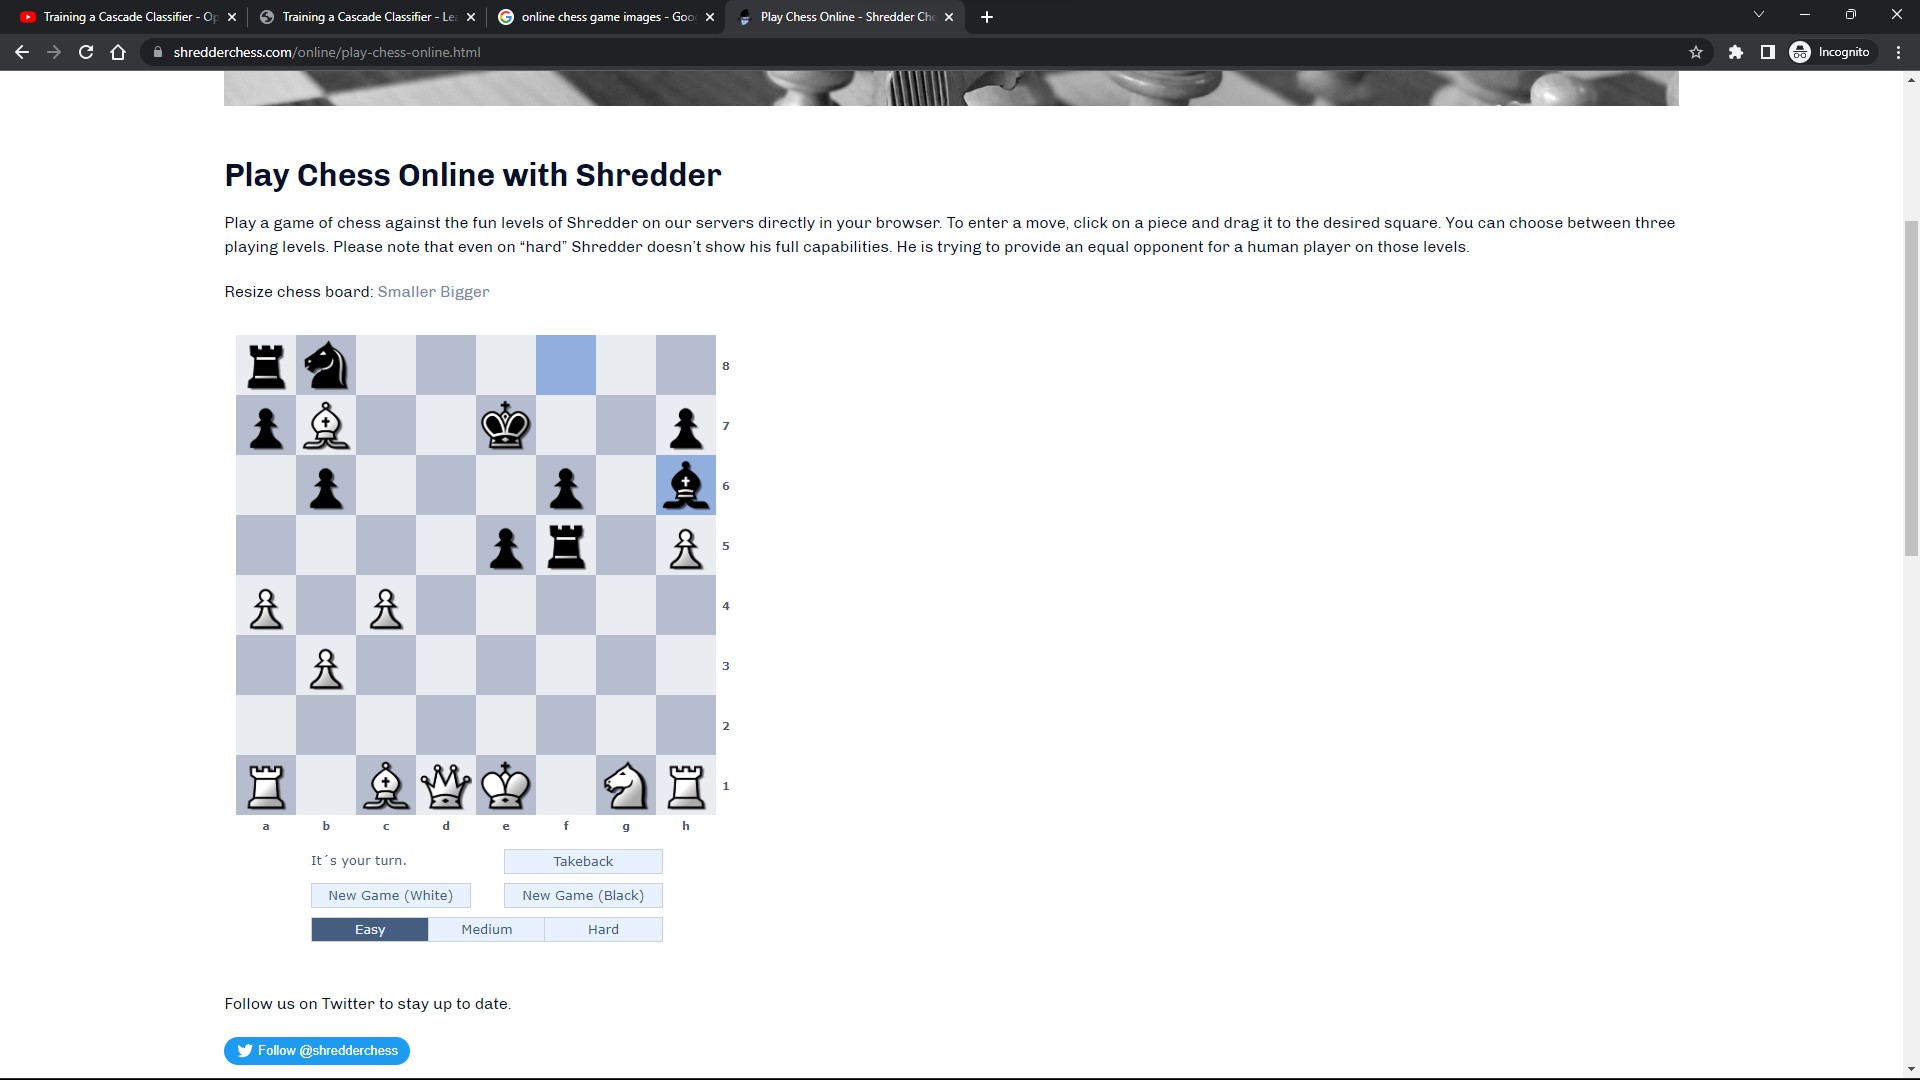 Training a Cascade Classifier - Op
Training a Cascade Classifier - Le
online chess game images - Goo
Play Chess Online - Shredder Che
shredderchess.com/online/play-chess-online.html
Incognito
Play Chess Online with Shredder
Play a game of chess against the fun levels of Shredder on our servers directly in your browser. To enter a move, click on a piece and drag it to the desired square. You can choose between three
playing levels. Please note that even on “hard” Shredder doesn’t show his full capabilities. He is trying to provide an equal opponent for a human player on those levels.
Resize chess board: Smaller Bigger
8
7
6
5
4
3
2
1
a b c d e f g h
It´s your turn. Takeback
New Game (White) New Game (Black)
Easy Medium Hard
Follow us on Twitter to stay up to date.
Follow @shredderchess